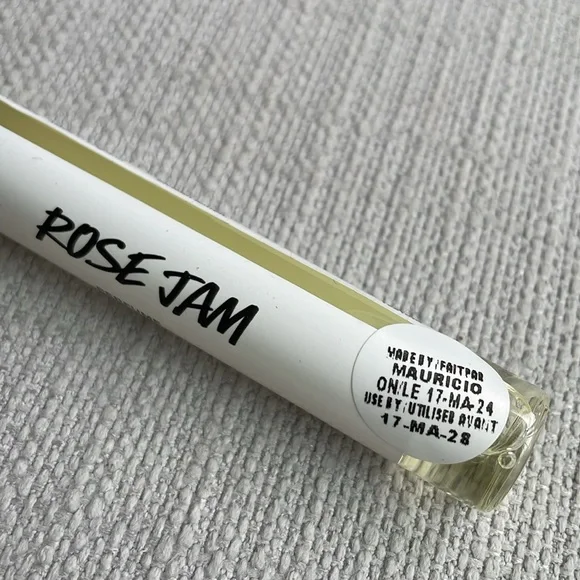 ROSE JAM
MADE BY/FAIT PAR
MAURICIO
ON/LE 17-MA-24
USE BY/UTILISER AVANT
17-MA-28